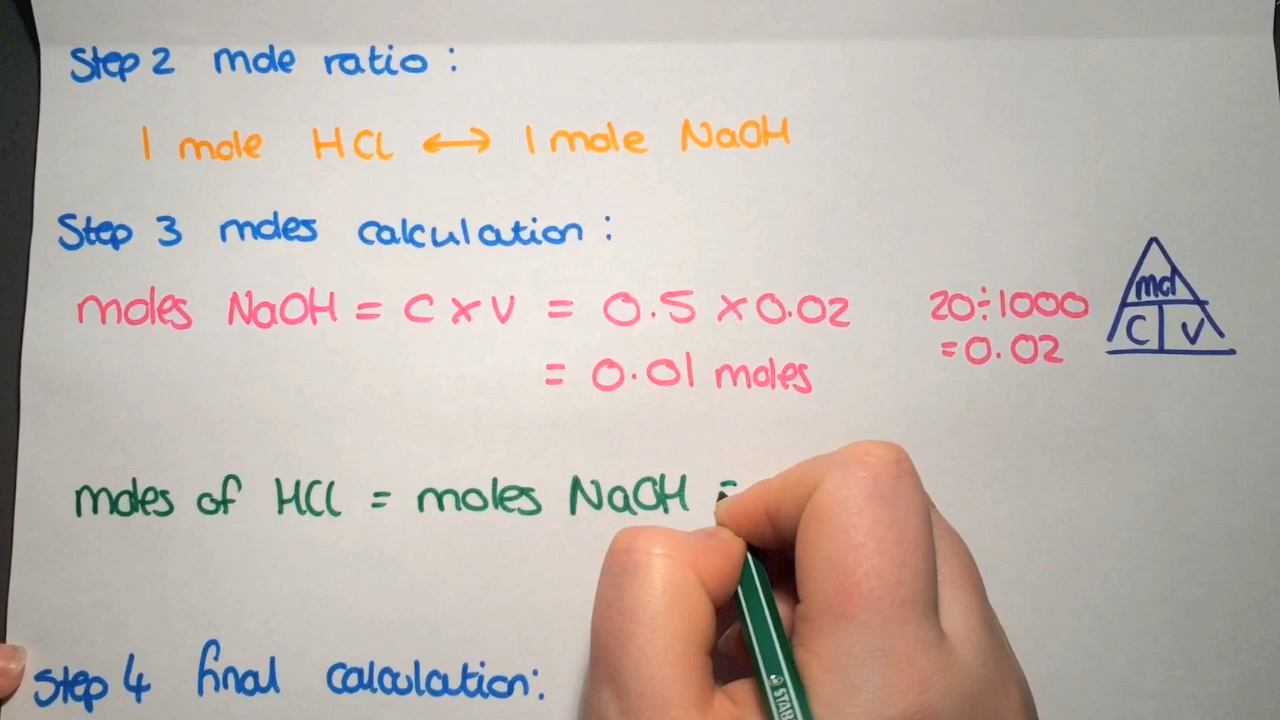 Step 2 mole ratio:
1 mole HCl ↔ 1 mole NaOH
Step 3 moles calculation:
moles NaOH = C x V = 0.5 x 0.02
= 0.01 moles
20÷1000
= 0.02
mol
C V
moles of HCl = moles NaOH =
Step 4 final calculation:
STAB